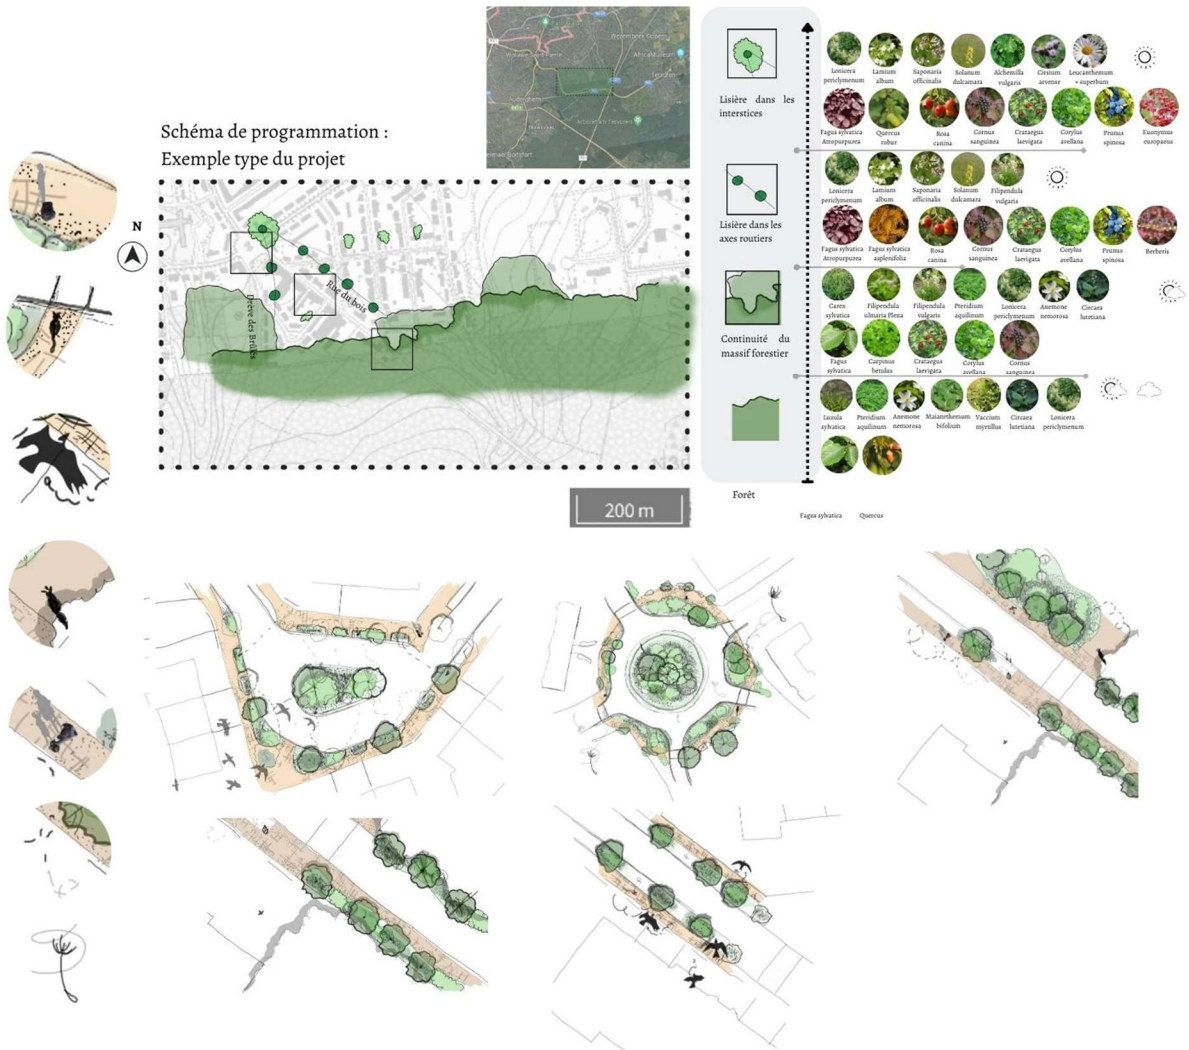 Schéma de programmation :
Exemple type du projet
N
Rue du bois
Drève des Brûlés
200 m
Lisière dans les
interstices
Lisière dans les
axes routiers
Continuité du
massif forestier
Forêt
Lonicera
periclymenum
Lamium
album
Saponaria
officinalis
Solanum
dulcamara
Alchemilla
vulgaris
Cirsium
arvense
Leucanthemum
× superbum
Fagus sylvatica
Atropurpurea
Quercus
robur
Rosa
canina
Cornus
sanguinea
Crataegus
laevigata
Corylus
avellana
Prunus
spinosa
Euonymus
europaeus
Lonicera
periclymenum
Lamium
album
Saponaria
officinalis
Solanum
dulcamara
Filipendula
vulgaris
Fagus sylvatica
Atropurpurea
Fagus sylvatica
asplenifolia
Rosa
canina
Cornus
sanguinea
Crataegus
laevigata
Corylus
avellana
Prunus
spinosa
Berberis
Carex
sylvatica
Filipendula
ulmaria Plena
Filipendula
vulgaris
Pteridium
aquilinum
Lonicera
periclymenum
Anemone
nemorosa
Circaea
lutetiana
Fagus
sylvatica
Carpinus
betulus
Crataegus
laevigata
Corylus
avellana
Cornus
sanguinea
Luzula
sylvatica
Pteridium
aquilinum
Anemone
nemorosa
Maianethemum
bifolium
Vaccium
myrtillus
Circaea
lutetiana
Lonicera
periclymenum
Fagus sylvatica
Quercus